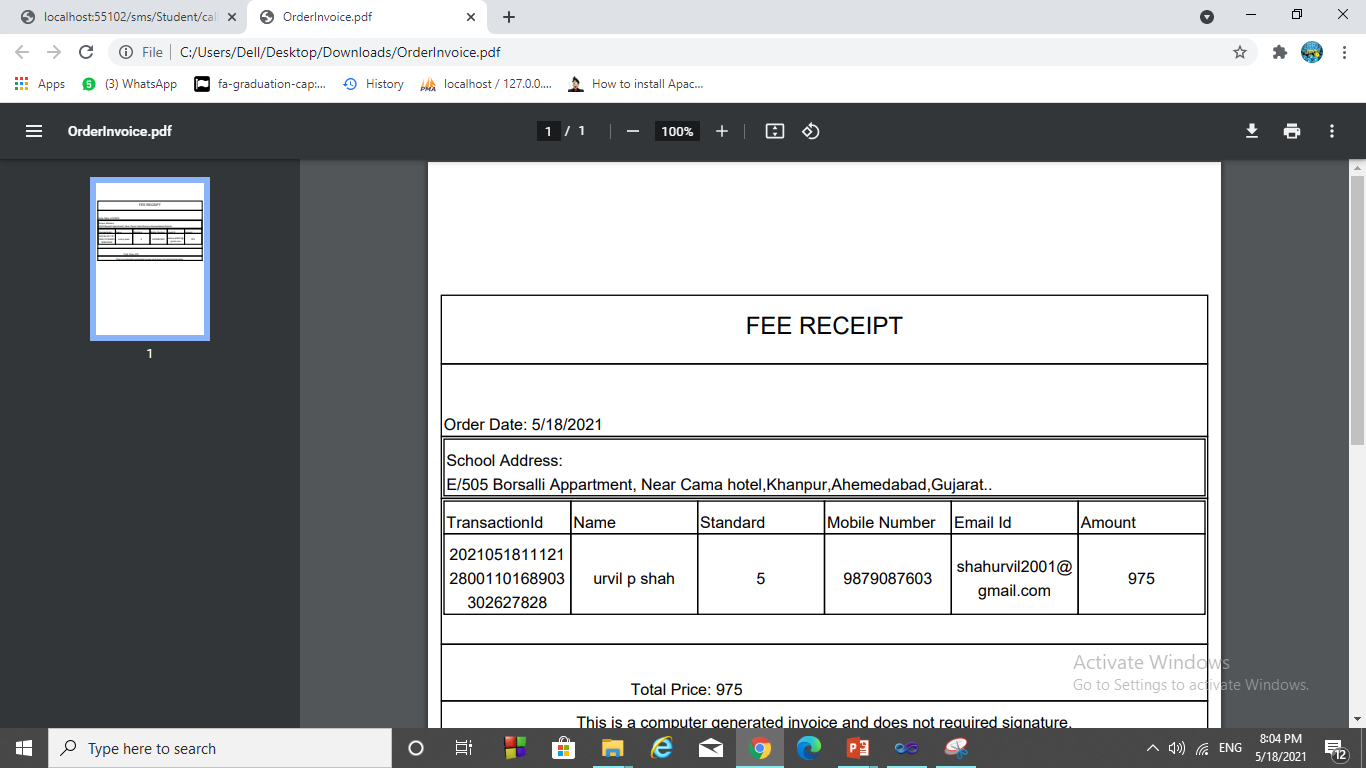 localhost:55102/sms/Student/cal
OrderInvoice.pdf
File
C:/Users/Dell/Desktop/Downloads/OrderInvoice.pdf
Apps
5
(3) WhatsApp
fa-graduation-cap:...
History
PMA
localhost / 127.0.0....
How to install Apac...
OrderInvoice.pdf
1 / 1
100%
1
FEE RECEIPT
Order Date: 5/18/2021
School Address:
E/505 Borsalli Appartment, Near Cama hotel,Khanpur,Ahemedabad,Gujarat..
TransactionId Name Standard Mobile Number Email Id Amount
2021051811121
2800110168903
302627828
urvil p shah
5
9879087603
shahurvil2001@
gmail.com
975
Total Price: 975
This is a computer generated invoice and does not required signature.
Activate Windows
Go to Settings to activate Windows.
Type here to search
ENG
8:04 PM
5/18/2021
12